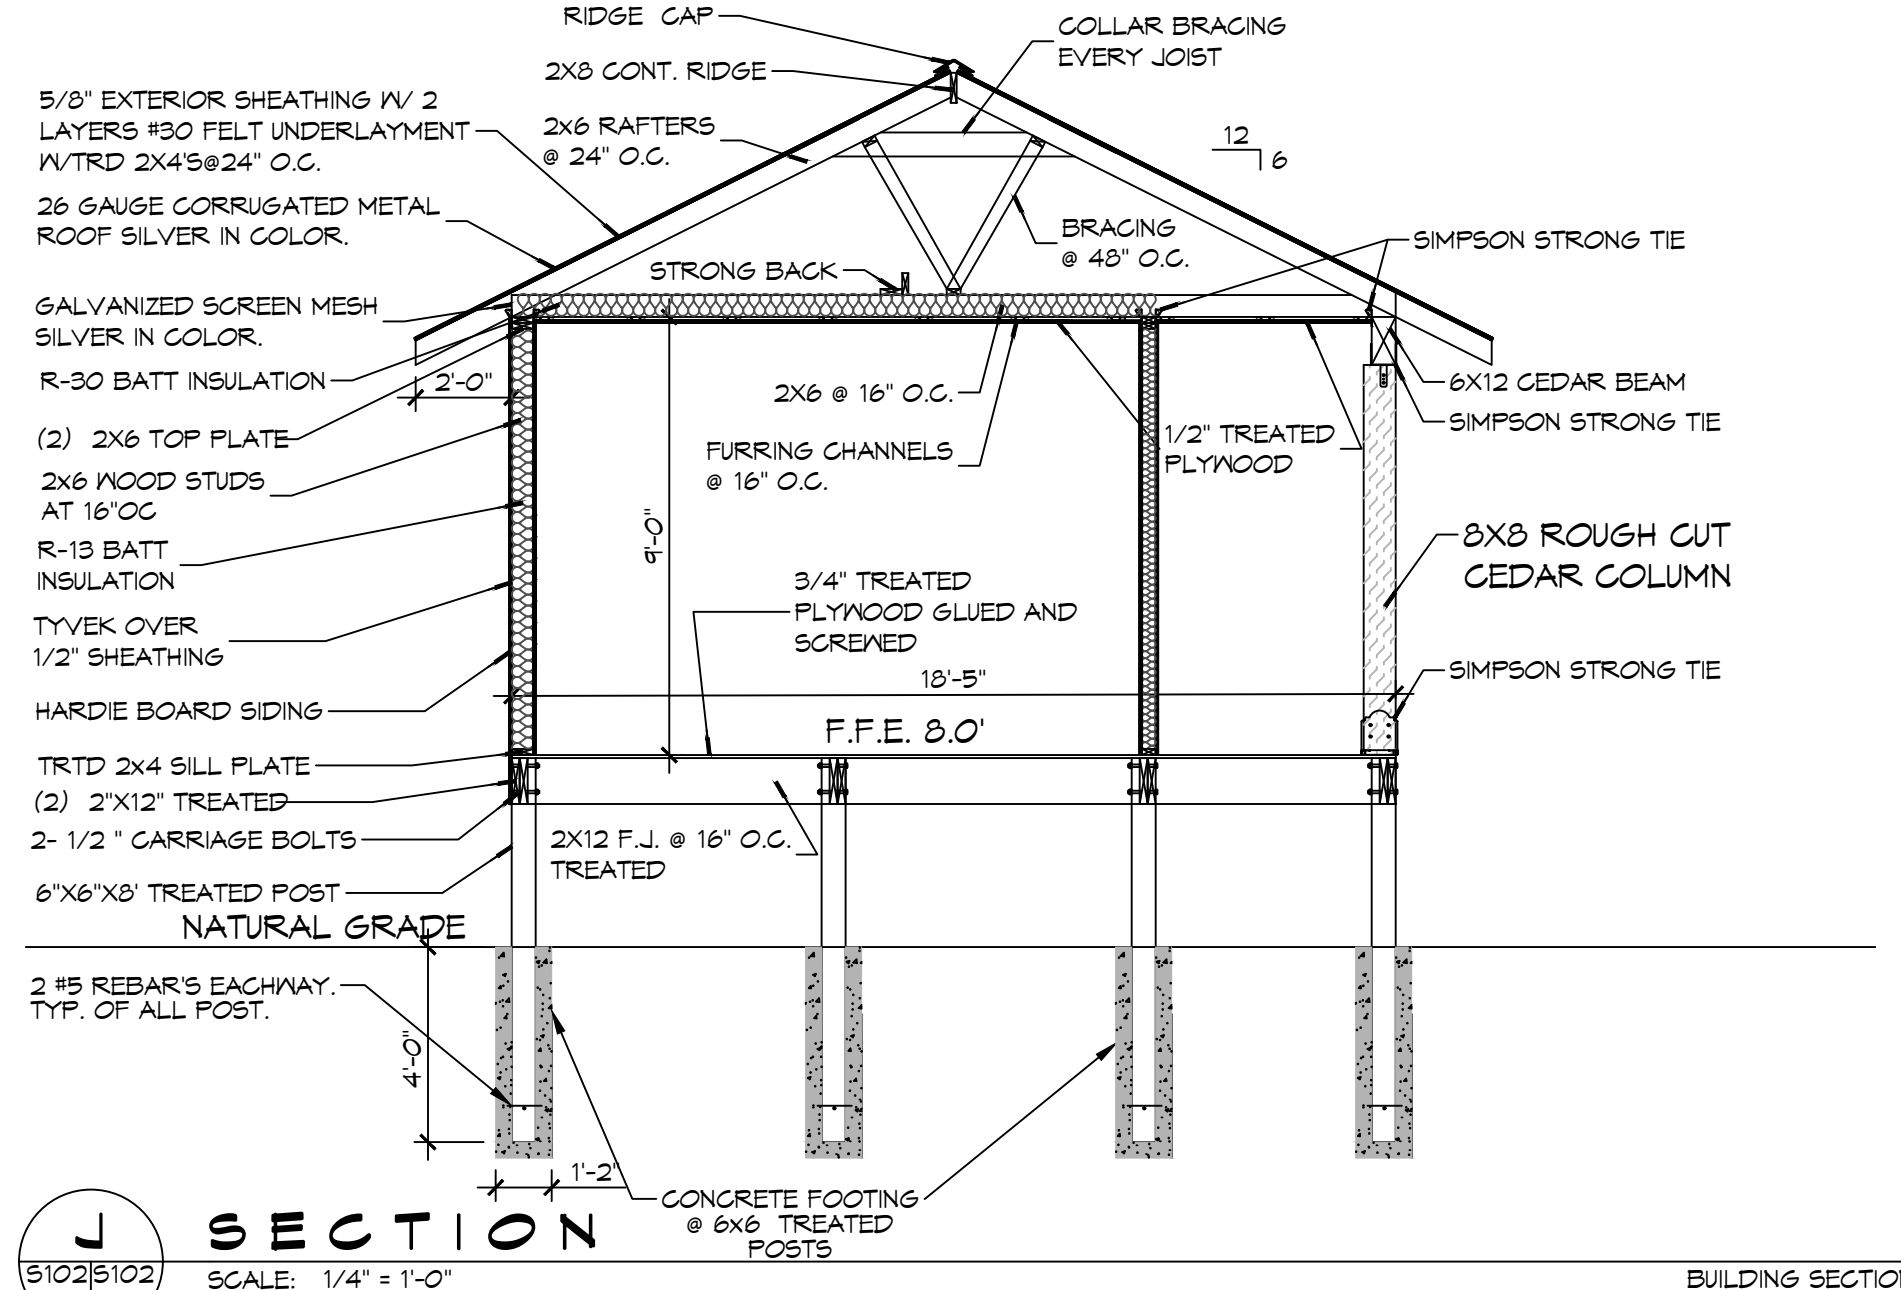 RIDGE CAP
2X8 CONT. RIDGE
2x6 RAFTERS
@ 24" O.C.
COLLAR BRACING
EVERY JOIST
12
6
5/8" EXTERIOR SHEATHING W/ 2
LAYERS #30 FELT UNDERLAYMENT
W/TRD 2X4'S@24" O.C.
26 GAUGE CORRUGATED METAL
ROOF SILVER IN COLOR.
GALVANIZED SCREEN MESH
SILVER IN COLOR.
R-30 BATT INSULATION
2'-0"
(2) 2X6 TOP PLATE
2x6 WOOD STUDS
AT 16"OC
R-13 BATT
INSULATION
TYVEK OVER
1/2" SHEATHING
HARDIE BOARD SIDING
TRTD 2x4 SILL PLATE
(2) 2"X12" TREATED
2- 1/2 " CARRIAGE BOLTS
6"X6"X8' TREATED POST
NATURAL GRADE
2 #5 REBAR'S EACHWAY.
TYP. OF ALL POST.
4'-0"
1'-2"
STRONG BACK
BRACING
@ 48" O.C.
2X6 @ 16" O.C.
FURRING CHANNELS
@ 16" O.C.
1/2" TREATED
PLYWOOD
9'-0"
3/4" TREATED
PLYWOOD GLUED AND
SCREWED
18'-5"
F.F.E. 8.0'
2X12 F.J. @ 16" O.C.
TREATED
SIMPSON STRONG TIE
6X12 CEDAR BEAM
SIMPSON STRONG TIE
8X8 ROUGH CUT
CEDAR COLUMN
SIMPSON STRONG TIE
CONCRETE FOOTING
@ 6x6 TREATED
POSTS
J
S102 S102
SECTION
SCALE: 1/4" = 1'-0"
BUILDING SECTION